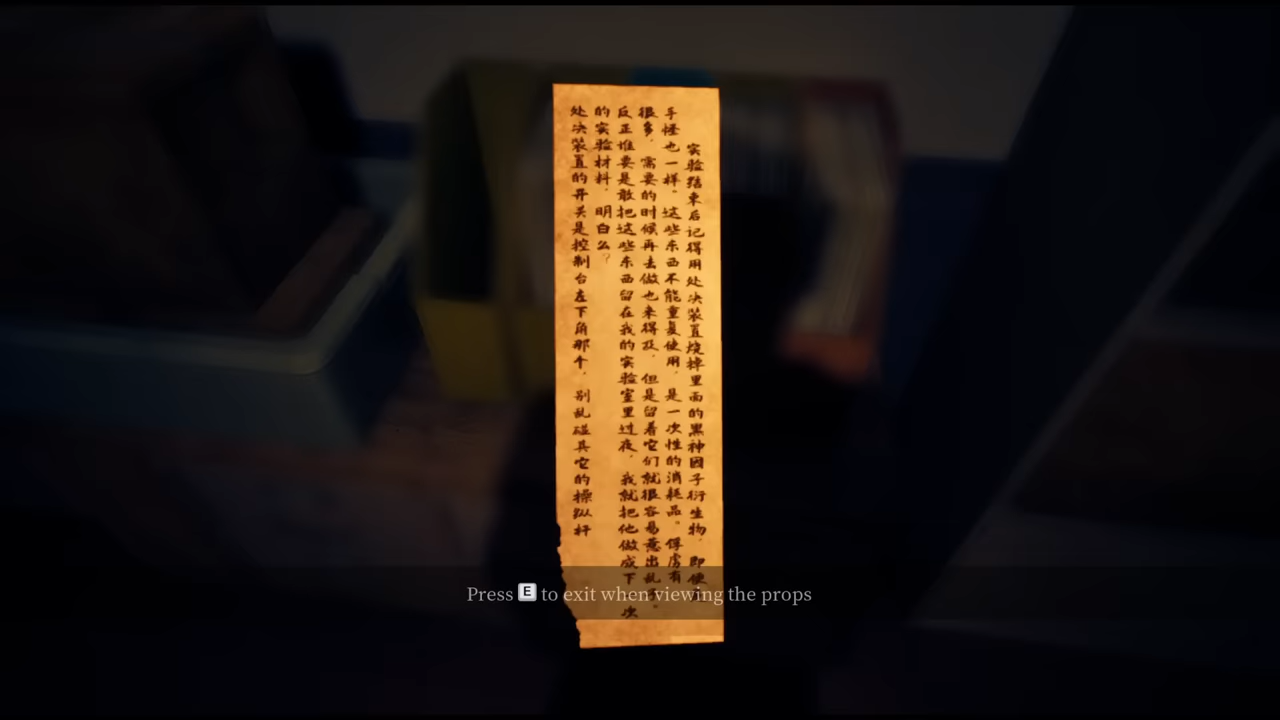 实验结束后记得用处决装置烧掉里面的黑神因子衍生物，即便
手怪也一样。这些东西不能重复使用，是一次性的消耗品。俘虏有
很多，需要的时候再去做也来得及，但是留着它们就很容易惹出乱
反正谁要是敢把这些东西留在我的实验室里过夜，我就把他做成下次
的实验材料，明白么？
处决装置的开关是控制台左下角那个，别乱碰其它的操纵杆
Press E to exit when viewing the props